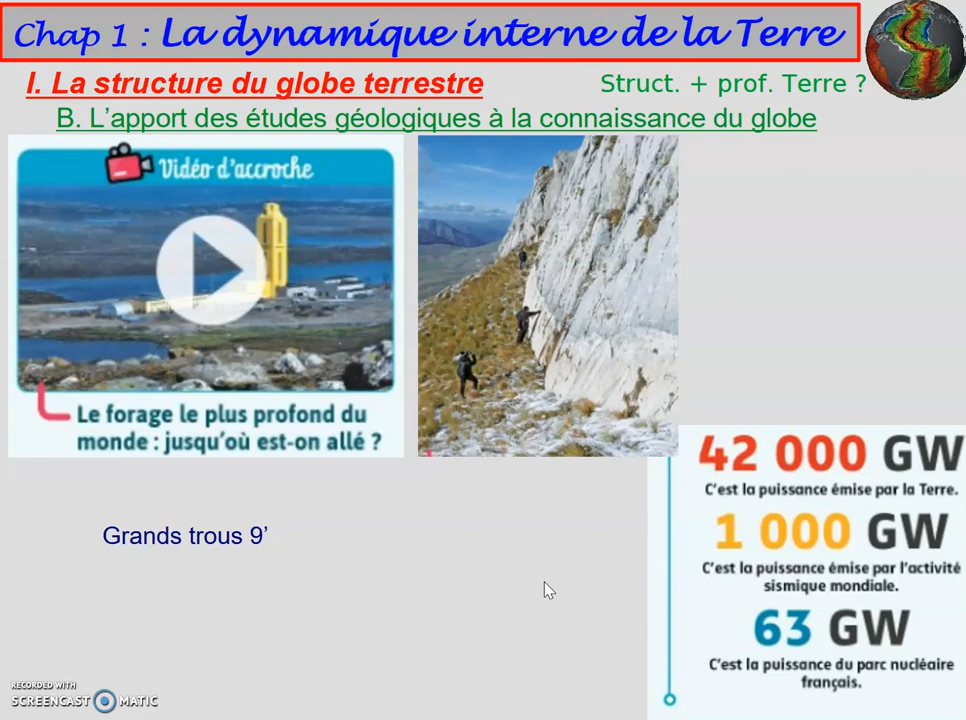 Chap 1 : La dynamique interne de la Terre
I. La structure du globe terrestre
Struct. + prof. Terre ?
B. L’apport des études géologiques à la connaissance du globe
Vidéo d’accroche
Le forage le plus profond du
monde : jusqu’où est-on allé ?
42 000 GW
C’est la puissance émise par la Terre.
1 000 GW
C’est la puissance émise par l’activité
sismique mondiale.
63 GW
C’est la puissance du parc nucléaire
français.
Grands trous 9’
RECORDED WITH
SCREENCAST MATIC